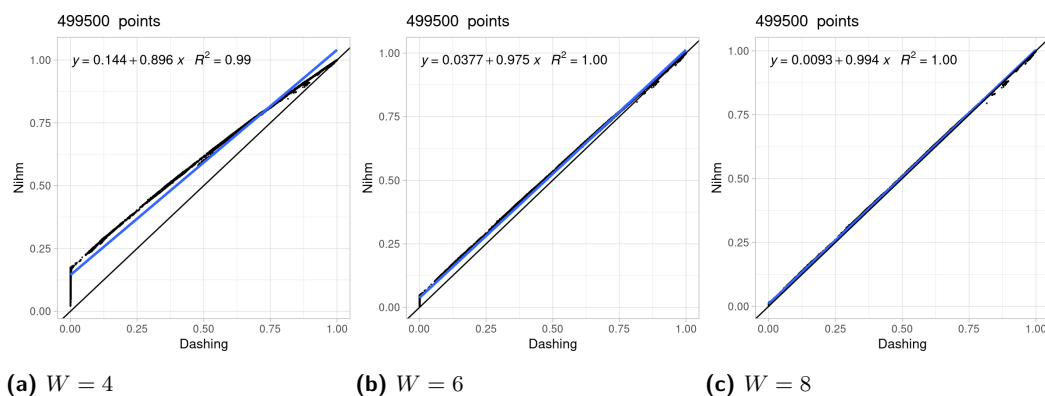 499500 points
y = 0.144 + 0.896 x R² = 0.99
1.00
0.75
0.50
0.25
0.00
Nihm
0.00 0.25 0.50 0.75 1.00
Dashing
(a) W = 4
499500 points
y = 0.0377 + 0.975 x R² = 1.00
1.00
0.75
0.50
0.25
0.00
Nihm
0.00 0.25 0.50 0.75 1.00
Dashing
(b) W = 6
499500 points
y = 0.0093 + 0.994 x R² = 1.00
1.00
0.75
0.50
0.25
0.00
Nihm
0.00 0.25 0.50 0.75 1.00
Dashing
(c) W = 8